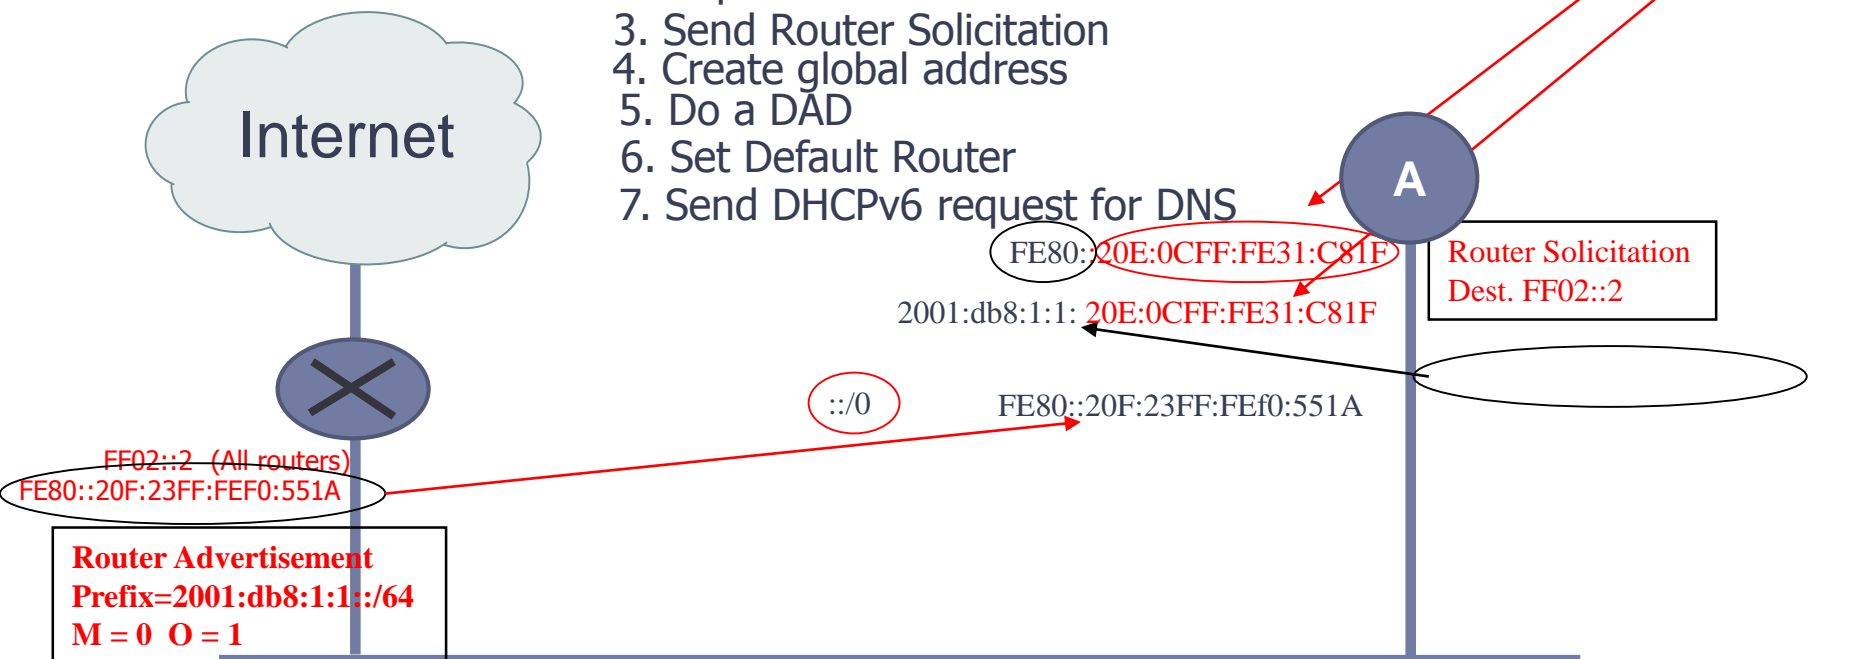 3. Send Router Solicitation
4. Create global address
5. Do a DAD
6. Set Default Router
7. Send DHCPv6 request for DNS
Internet
A
FE80::20E:0CFF:FE31:C81F
Router Solicitation
Dest. FF02::2
2001:db8:1:1: 20E:0CFF:FE31:C81F
::/0
FE80::20F:23FF:FEf0:551A
FF02::2 (All routers)
FE80::20F:23FF:FEF0:551A
Router Advertisement
Prefix=2001:db8:1:1::/64
M = 0 O = 1